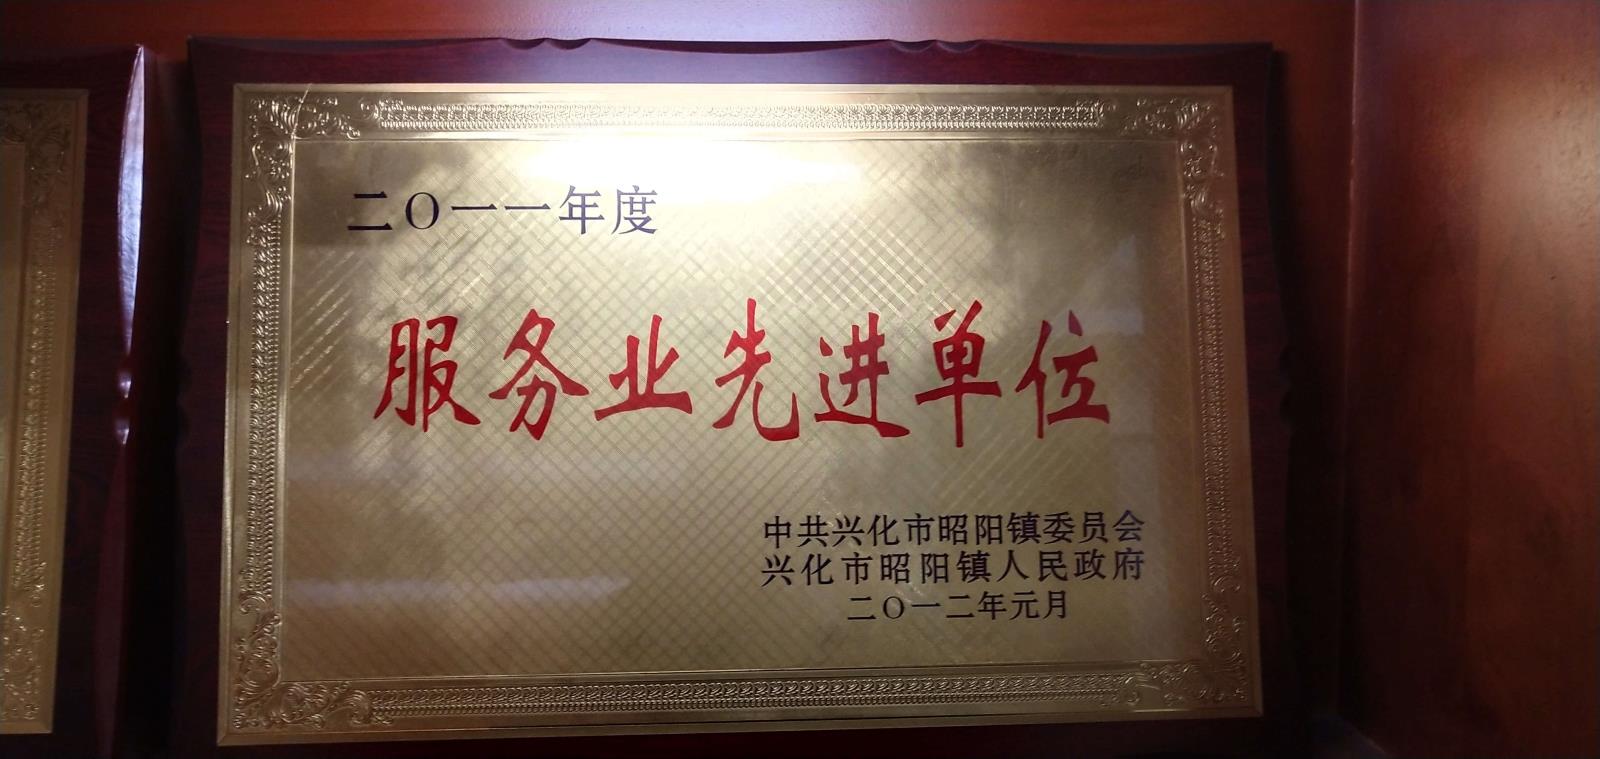 二〇一一年度
服务业先进单位
中共兴化市昭阳镇委员会
兴化市昭阳镇人民政府
二〇一二年元月